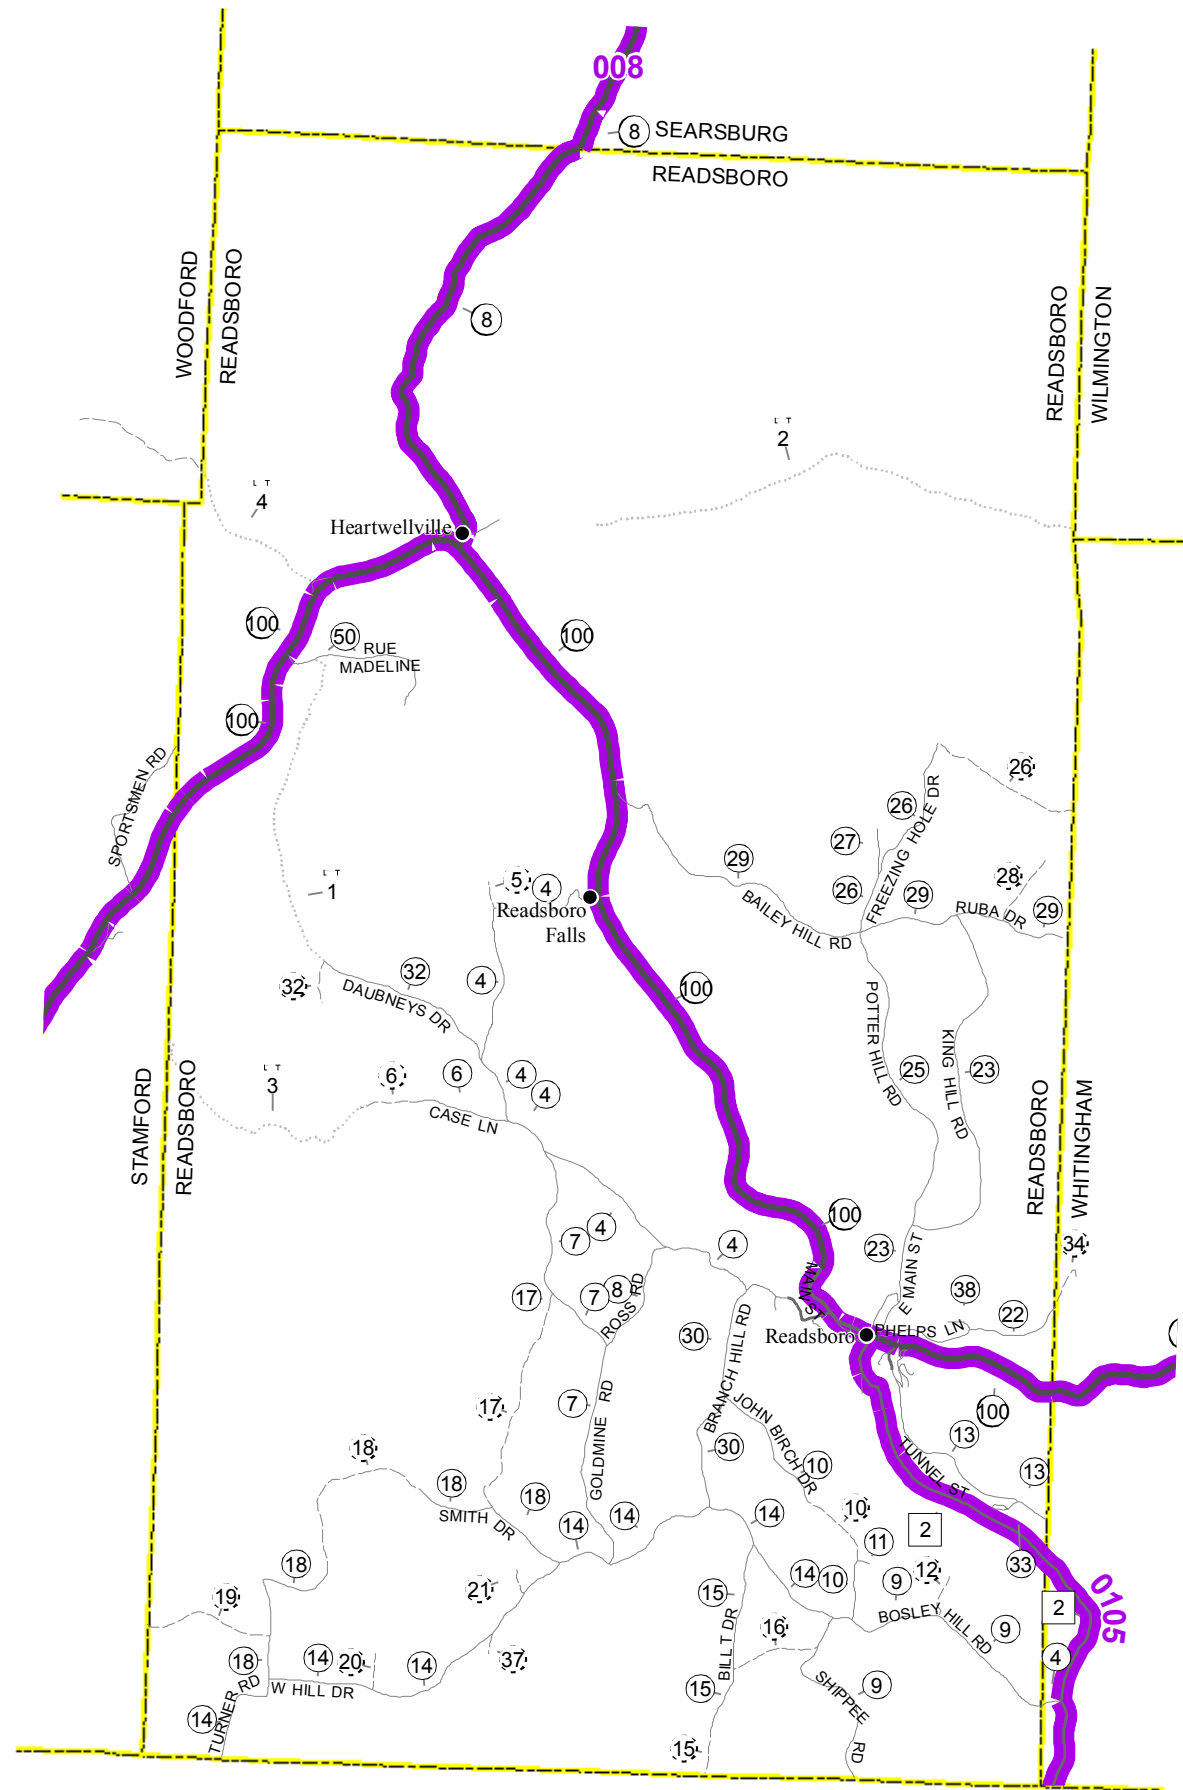 008
8
SEARSBURG
READSBORO
WOODFORD
READSBORO
READSBORO
WILMINGTON
8
L T
2
L T
4
Heartwellville
100
50
RUE
MADELINE
100
100
SPORTSMEN RD
26
26
FREEZING HOLE DR
27
29
28
26
29
RUBA DR
29
BAILEY HILL RD
L T
1
5
4
Readsboro
Falls
32
32
DAUBNEYS DR
4
100
POTTER HILL RD
KING HILL RD
25
23
STAMFORD
READSBORO
L T
3
6
6
4
4
CASE LN
READSBORO
WHITINGHAM
34
100
4
7
4
23
E MAIN ST
MAIN ST
17
7
8
ROSS RD
38
22
30
BRANCH HILL RD
Readsboro
PHELPS LN
17
7
GOLDMINE RD
JOHN BIRCH DR
100
13
18
30
10
TUNNEL ST
13
18
18
SMITH DR
14
14
14
10
2
11
33
18
19
21
15
14
10
9
12
0105
2
BOSLEY HILL RD
9
16
BILL T DR
18
14
20
14
37
4
W HILL DR
TURNER RD
14
15
SHIPPEE RD
9
15